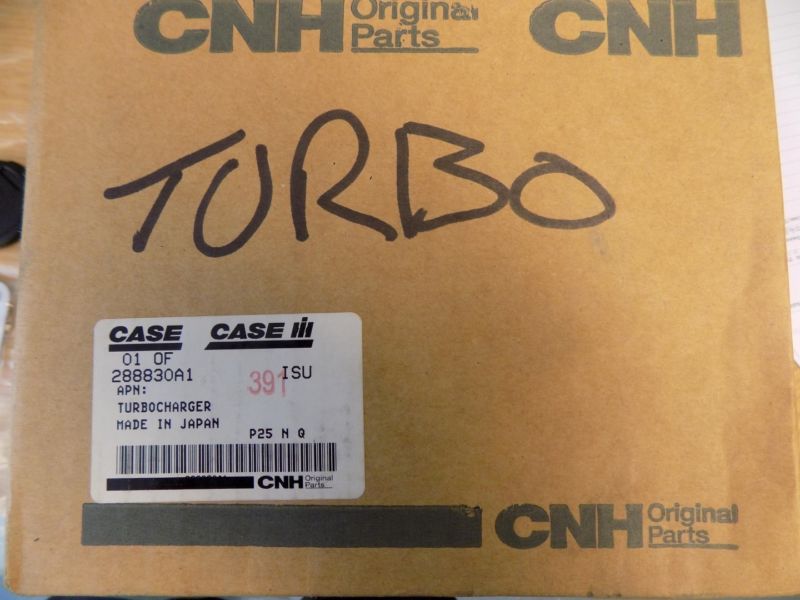 CNH Original Parts CNH
TURBO
CASE CASE IH
01 OF
288830A1 391 ISU
APN:
TURBOCHARGER
MADE IN JAPAN
P25 N Q
CNH Original Parts
CNH Original Parts